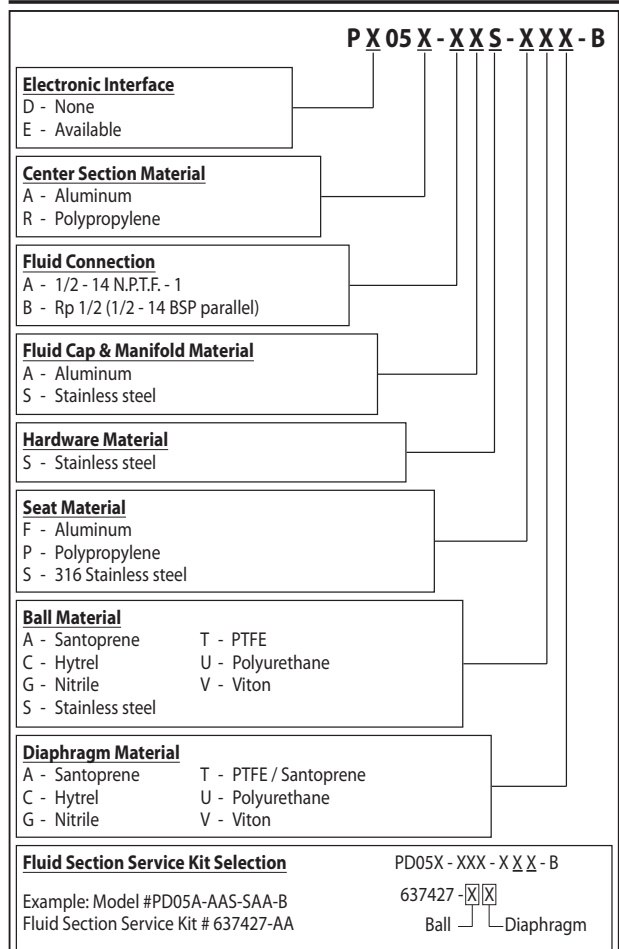 P X 05 X - X X S - X X X - B
Electronic Interface
D - None
E - Available
Center Section Material
A - Aluminum
R - Polypropylene
Fluid Connection
A - 1/2 - 14 N.P.T.F. - 1
B - Rp 1/2 (1/2 - 14 BSP parallel)
Fluid Cap & Manifold Material
A - Aluminum
S - Stainless steel
Hardware Material
S - Stainless steel
Seat Material
F - Aluminum
P - Polypropylene
S - 316 Stainless steel
Ball Material
A - Santoprene T - PTFE
C - Hytrel U - Polyurethane
G - Nitrile V - Viton
S - Stainless steel
Diaphragm Material
A - Santoprene T - PTFE / Santoprene
C - Hytrel U - Polyurethane
G - Nitrile V - Viton
Fluid Section Service Kit Selection PD05X - XXX - X X X - B
Example: Model #PD05A-AAS-SAA-B 637427 - X X
Fluid Section Service Kit # 637427-AA Ball Diaphragm